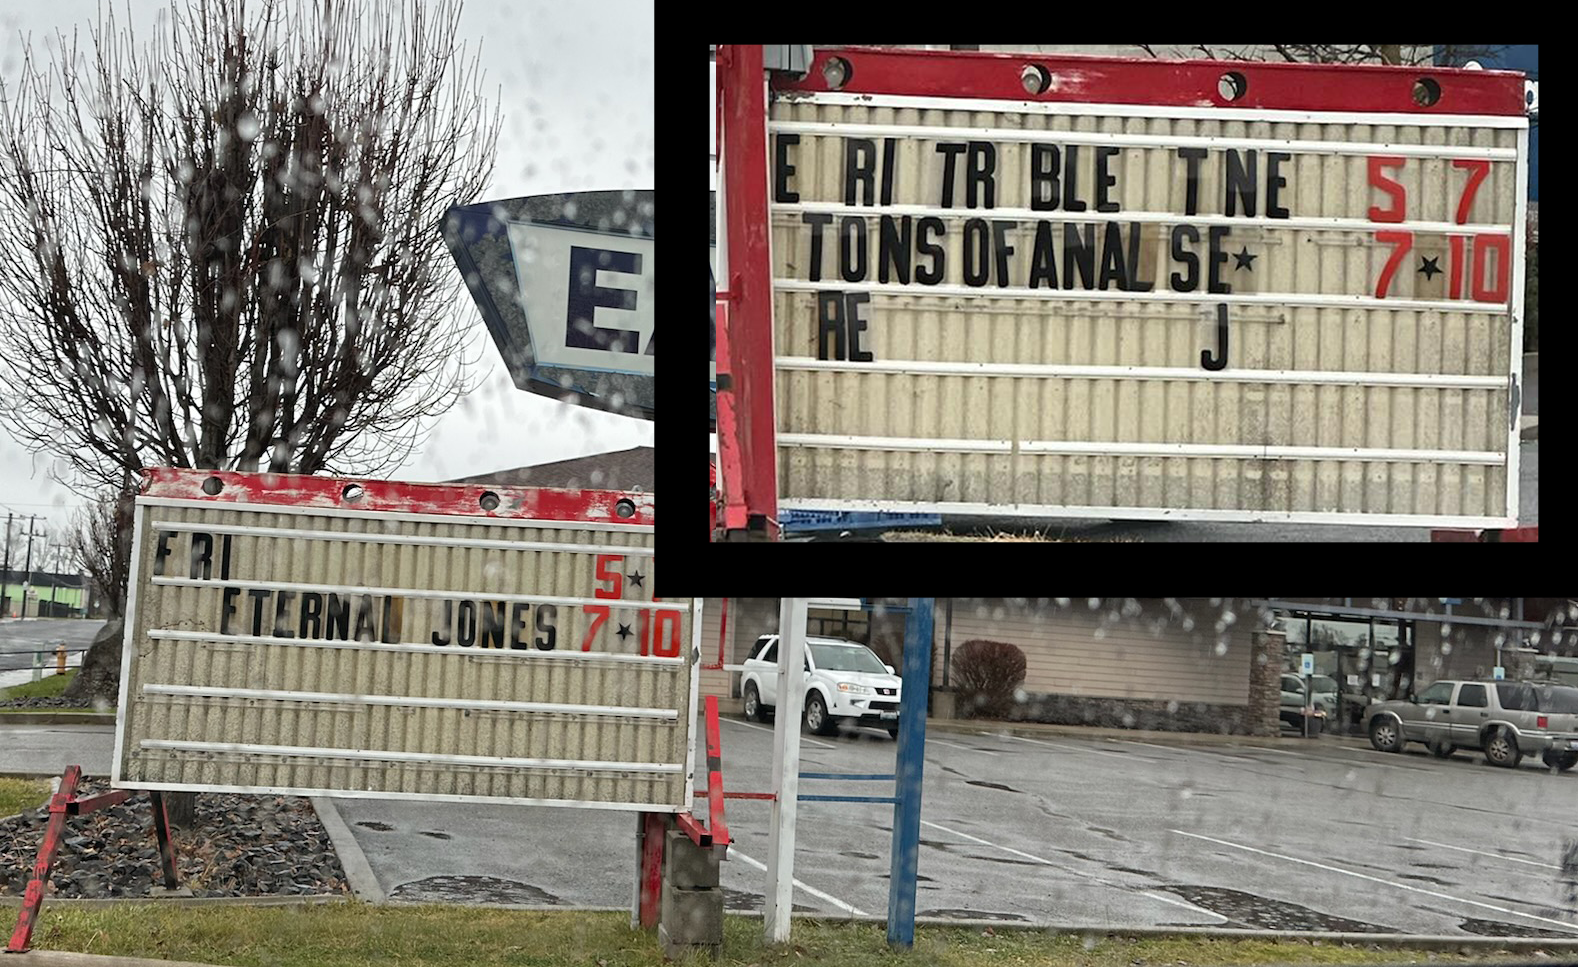 E RI TR BLE T NE 5 7
TONS OF ANAL SE★ 7★10
RE J
EA
FRI 5★
ETERNAL JONES 7★10